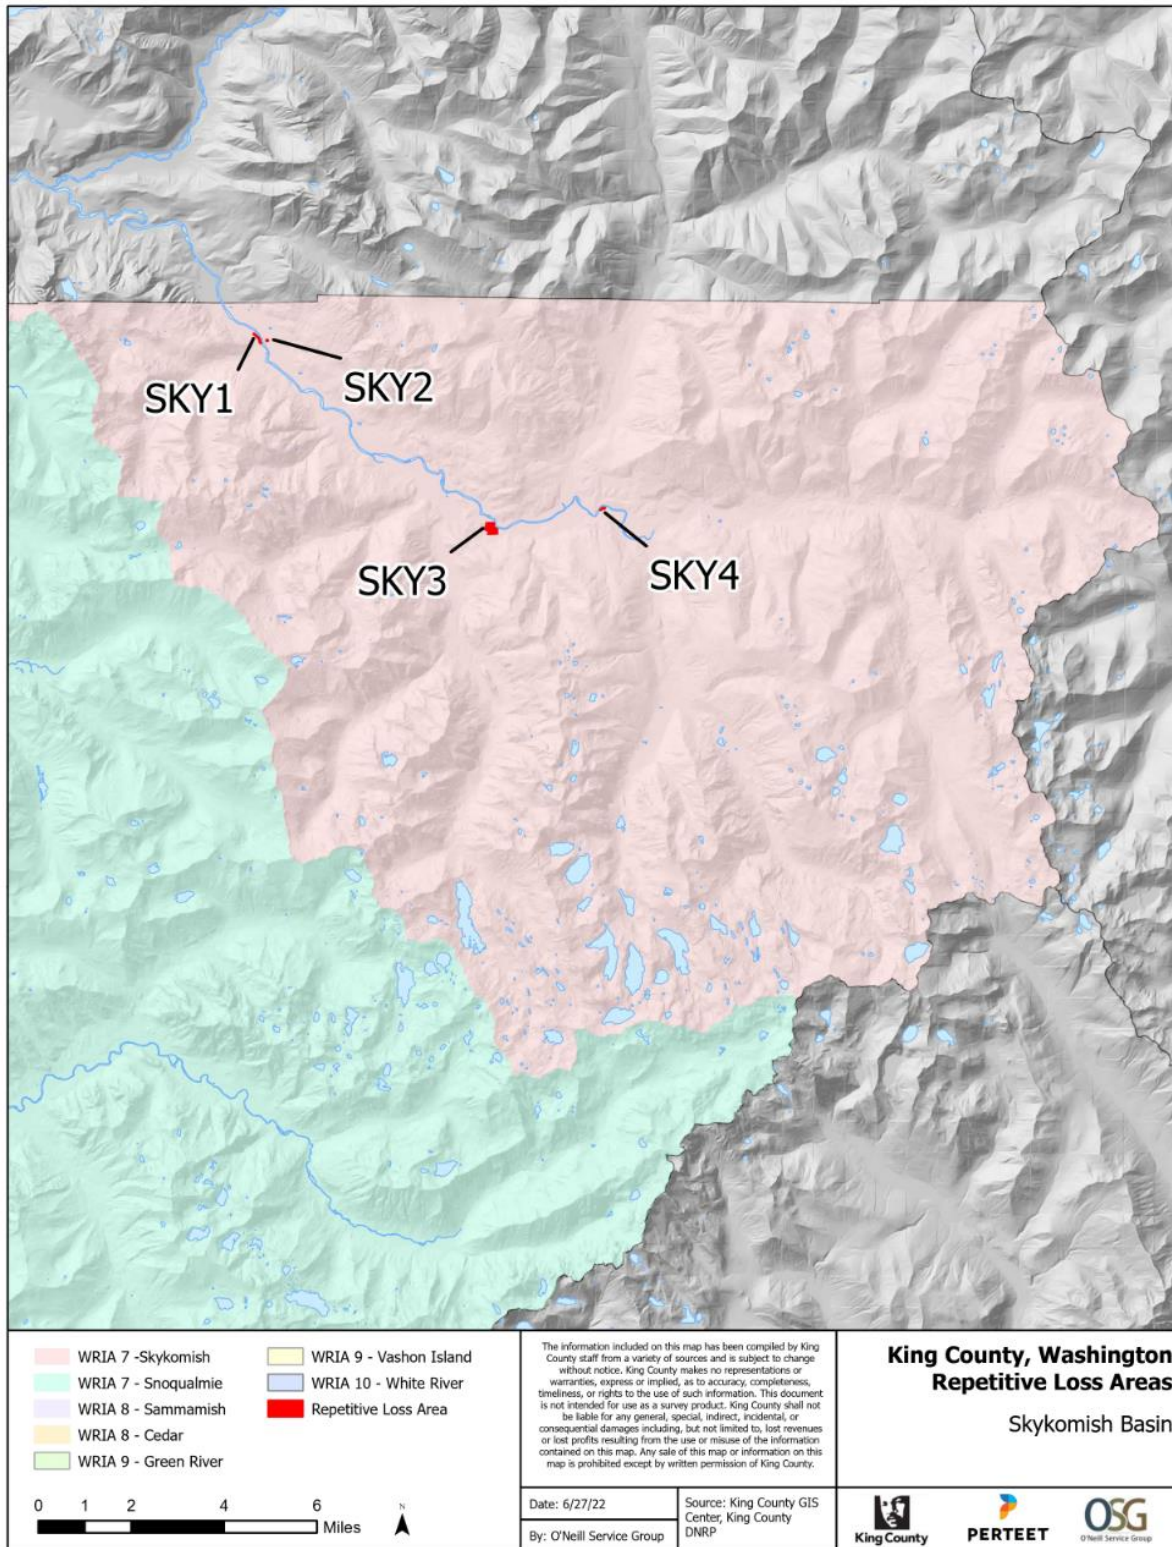 SKY1
SKY2
SKY3
SKY4
WRIA 7 -Skykomish
WRIA 7 - Snoqualmie
WRIA 8 - Sammamish
WRIA 8 - Cedar
WRIA 9 - Green River
WRIA 9 - Vashon Island
WRIA 10 - White River
Repetitive Loss Area
0 1 2 4 6
Miles
N
The information included on this map has been compiled by King
County staff from a variety of sources and is subject to change
without notice. King County makes no representations or
warranties, express or implied, as to accuracy, completeness,
timeliness, or rights to the use of such information. This document
is not intended for use as a survey product. King County shall not
be liable for any general, special, indirect, incidental, or
consequential damages including, but not limited to, lost revenues
or lost profits resulting from the use or misuse of the information
contained on this map. Any sale of this map or information on this
map is prohibited except by written permission of King County.
Date: 6/27/22
By: O'Neill Service Group
Source: King County GIS
Center, King County
DNRP
King County, Washington
Repetitive Loss Areas
Skykomish Basin
King County
PERTEET
OSG
O'Neill Service Group